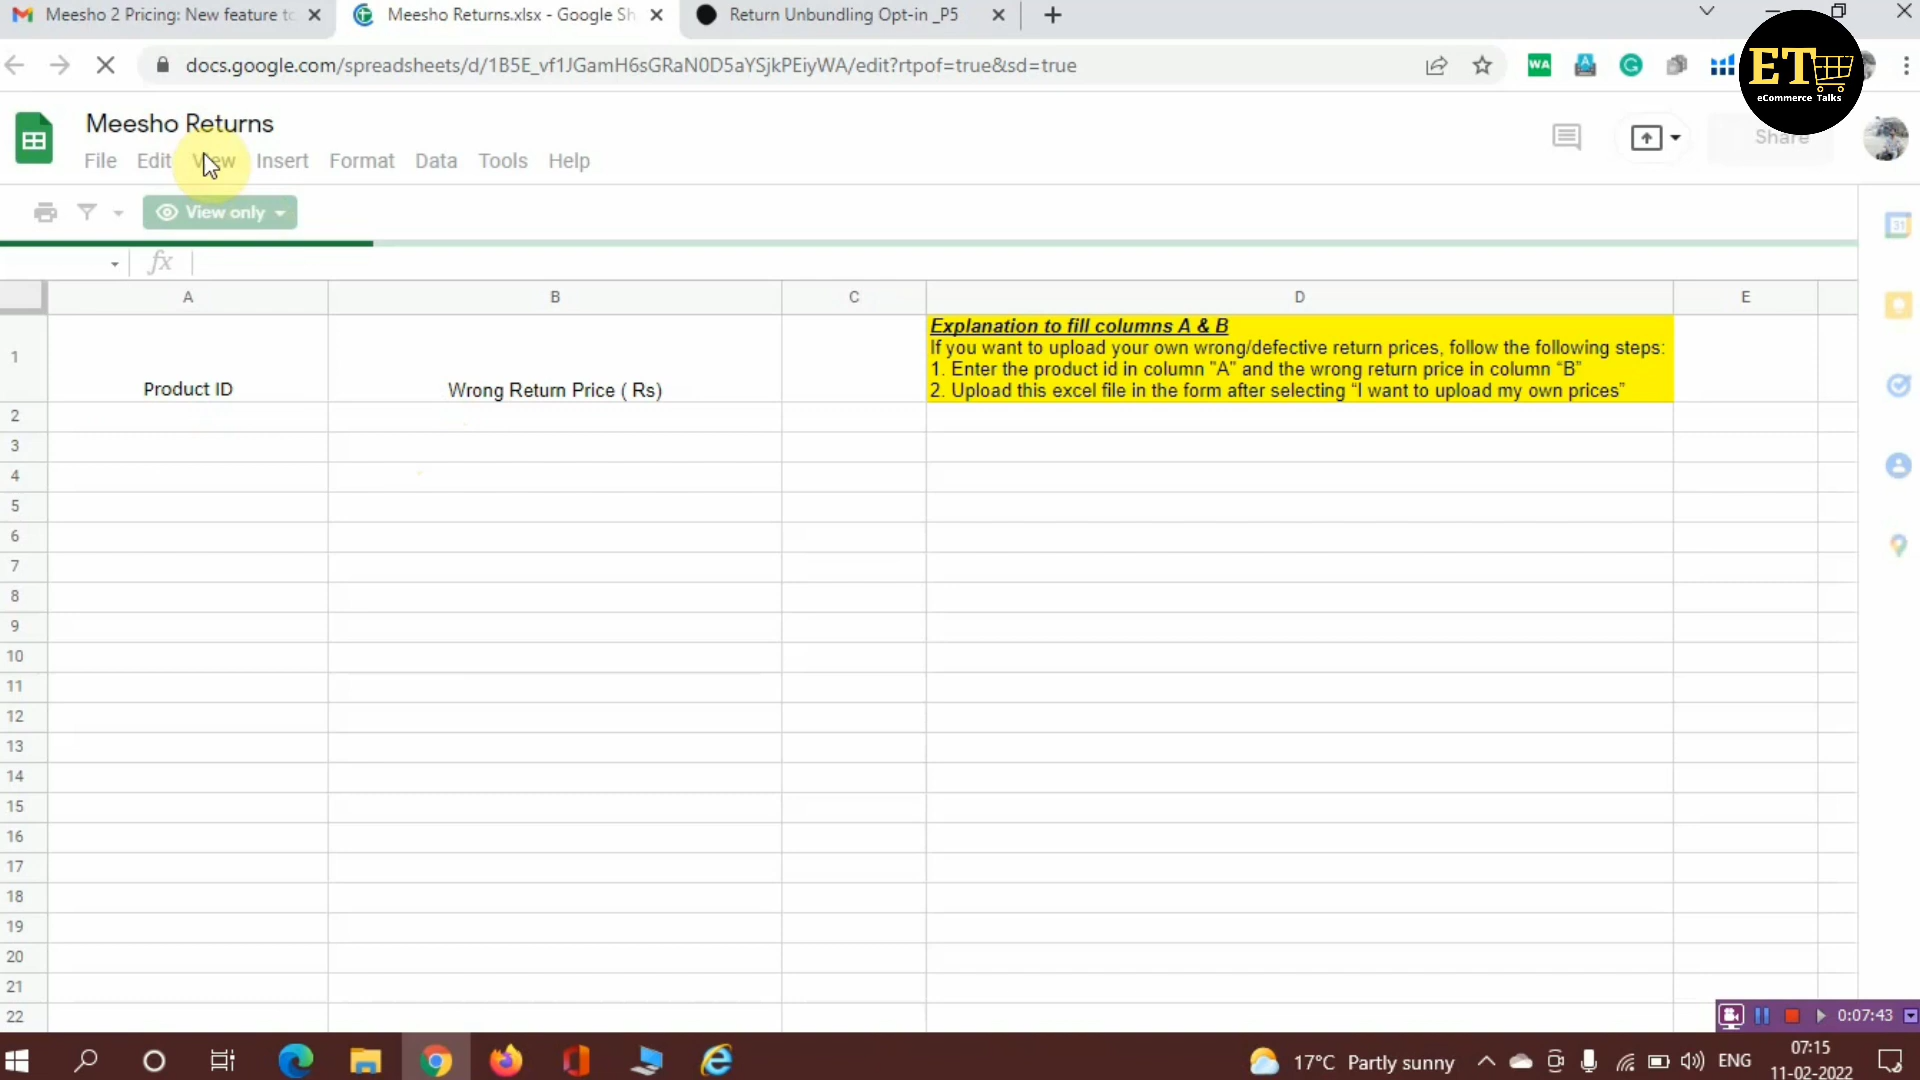 Meesho 2 Pricing: New feature to
Meesho Returns.xlsx - Google Sh
Return Unbundling Opt-in _P5
docs.google.com/spreadsheets/d/1B5E_vf1JGamH6sGRaN0D5aYSjkPEiyWA/edit?rtpof=true&sd=true
WA
ET
eCommerce Talks
Meesho Returns
File Edit View Insert Format Data Tools Help
Share
View only
31
fx
A B C D E
1
Product ID
Wrong Return Price ( Rs)
Explanation to fill columns A & B
If you want to upload your own wrong/defective return prices, follow the following steps:
1. Enter the product id in column "A" and the wrong return price in column “B”
2. Upload this excel file in the form after selecting “I want to upload my own prices”
2
3
4
5
6
7
8
9
10
11
12
13
14
15
16
17
18
19
20
21
22
0:07:43
17°C Partly sunny
ENG
07:15
11-02-2022